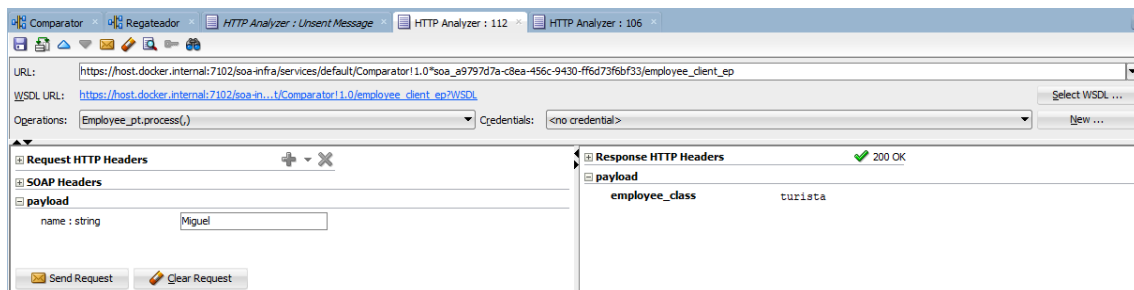 Comparator Regateador HTTP Analyzer : Unsent Message HTTP Analyzer : 112 HTTP Analyzer : 106
URL: https://host.docker.internal:7102/soa-infra/services/default/Comparator!1.0*soa_a9797d7a-c8ea-456c-9430-ff6d73f6bf33/employee_client_ep
WSDL URL: https://host.docker.internal:7102/soa-in...t/Comparator!1.0/employee_client_ep?WSDL Select WSDL ...
Operations: Employee_pt.process(,) Credentials: <no credential> New ...
Request HTTP Headers
SOAP Headers
payload
name : string Miguel
Send Request Clear Request
Response HTTP Headers 200 OK
payload
employee_class turista